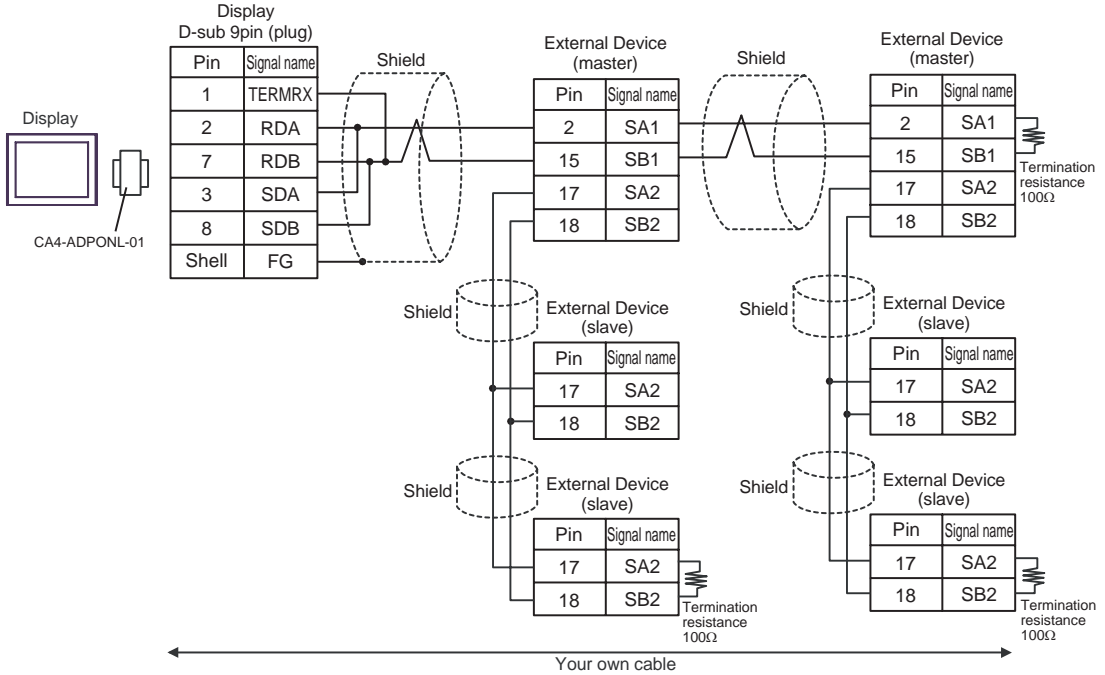 Display
CA4-ADPONL-01
Display
D-sub 9pin (plug)
Pin Signal name
1 TERMRX
2 RDA
7 RDB
3 SDA
8 SDB
Shell FG
Shield
External Device
(master)
Pin Signal name
2 SA1
15 SB1
17 SA2
18 SB2
Shield
External Device
(master)
Pin Signal name
2 SA1
15 SB1
17 SA2
18 SB2
Termination
resistance
100Ω
Shield
External Device
(slave)
Pin Signal name
17 SA2
18 SB2
Shield
External Device
(slave)
Pin Signal name
17 SA2
18 SB2
Shield
External Device
(slave)
Pin Signal name
17 SA2
18 SB2
Termination
resistance
100Ω
Shield
External Device
(slave)
Pin Signal name
17 SA2
18 SB2
Termination
resistance
100Ω
Your own cable